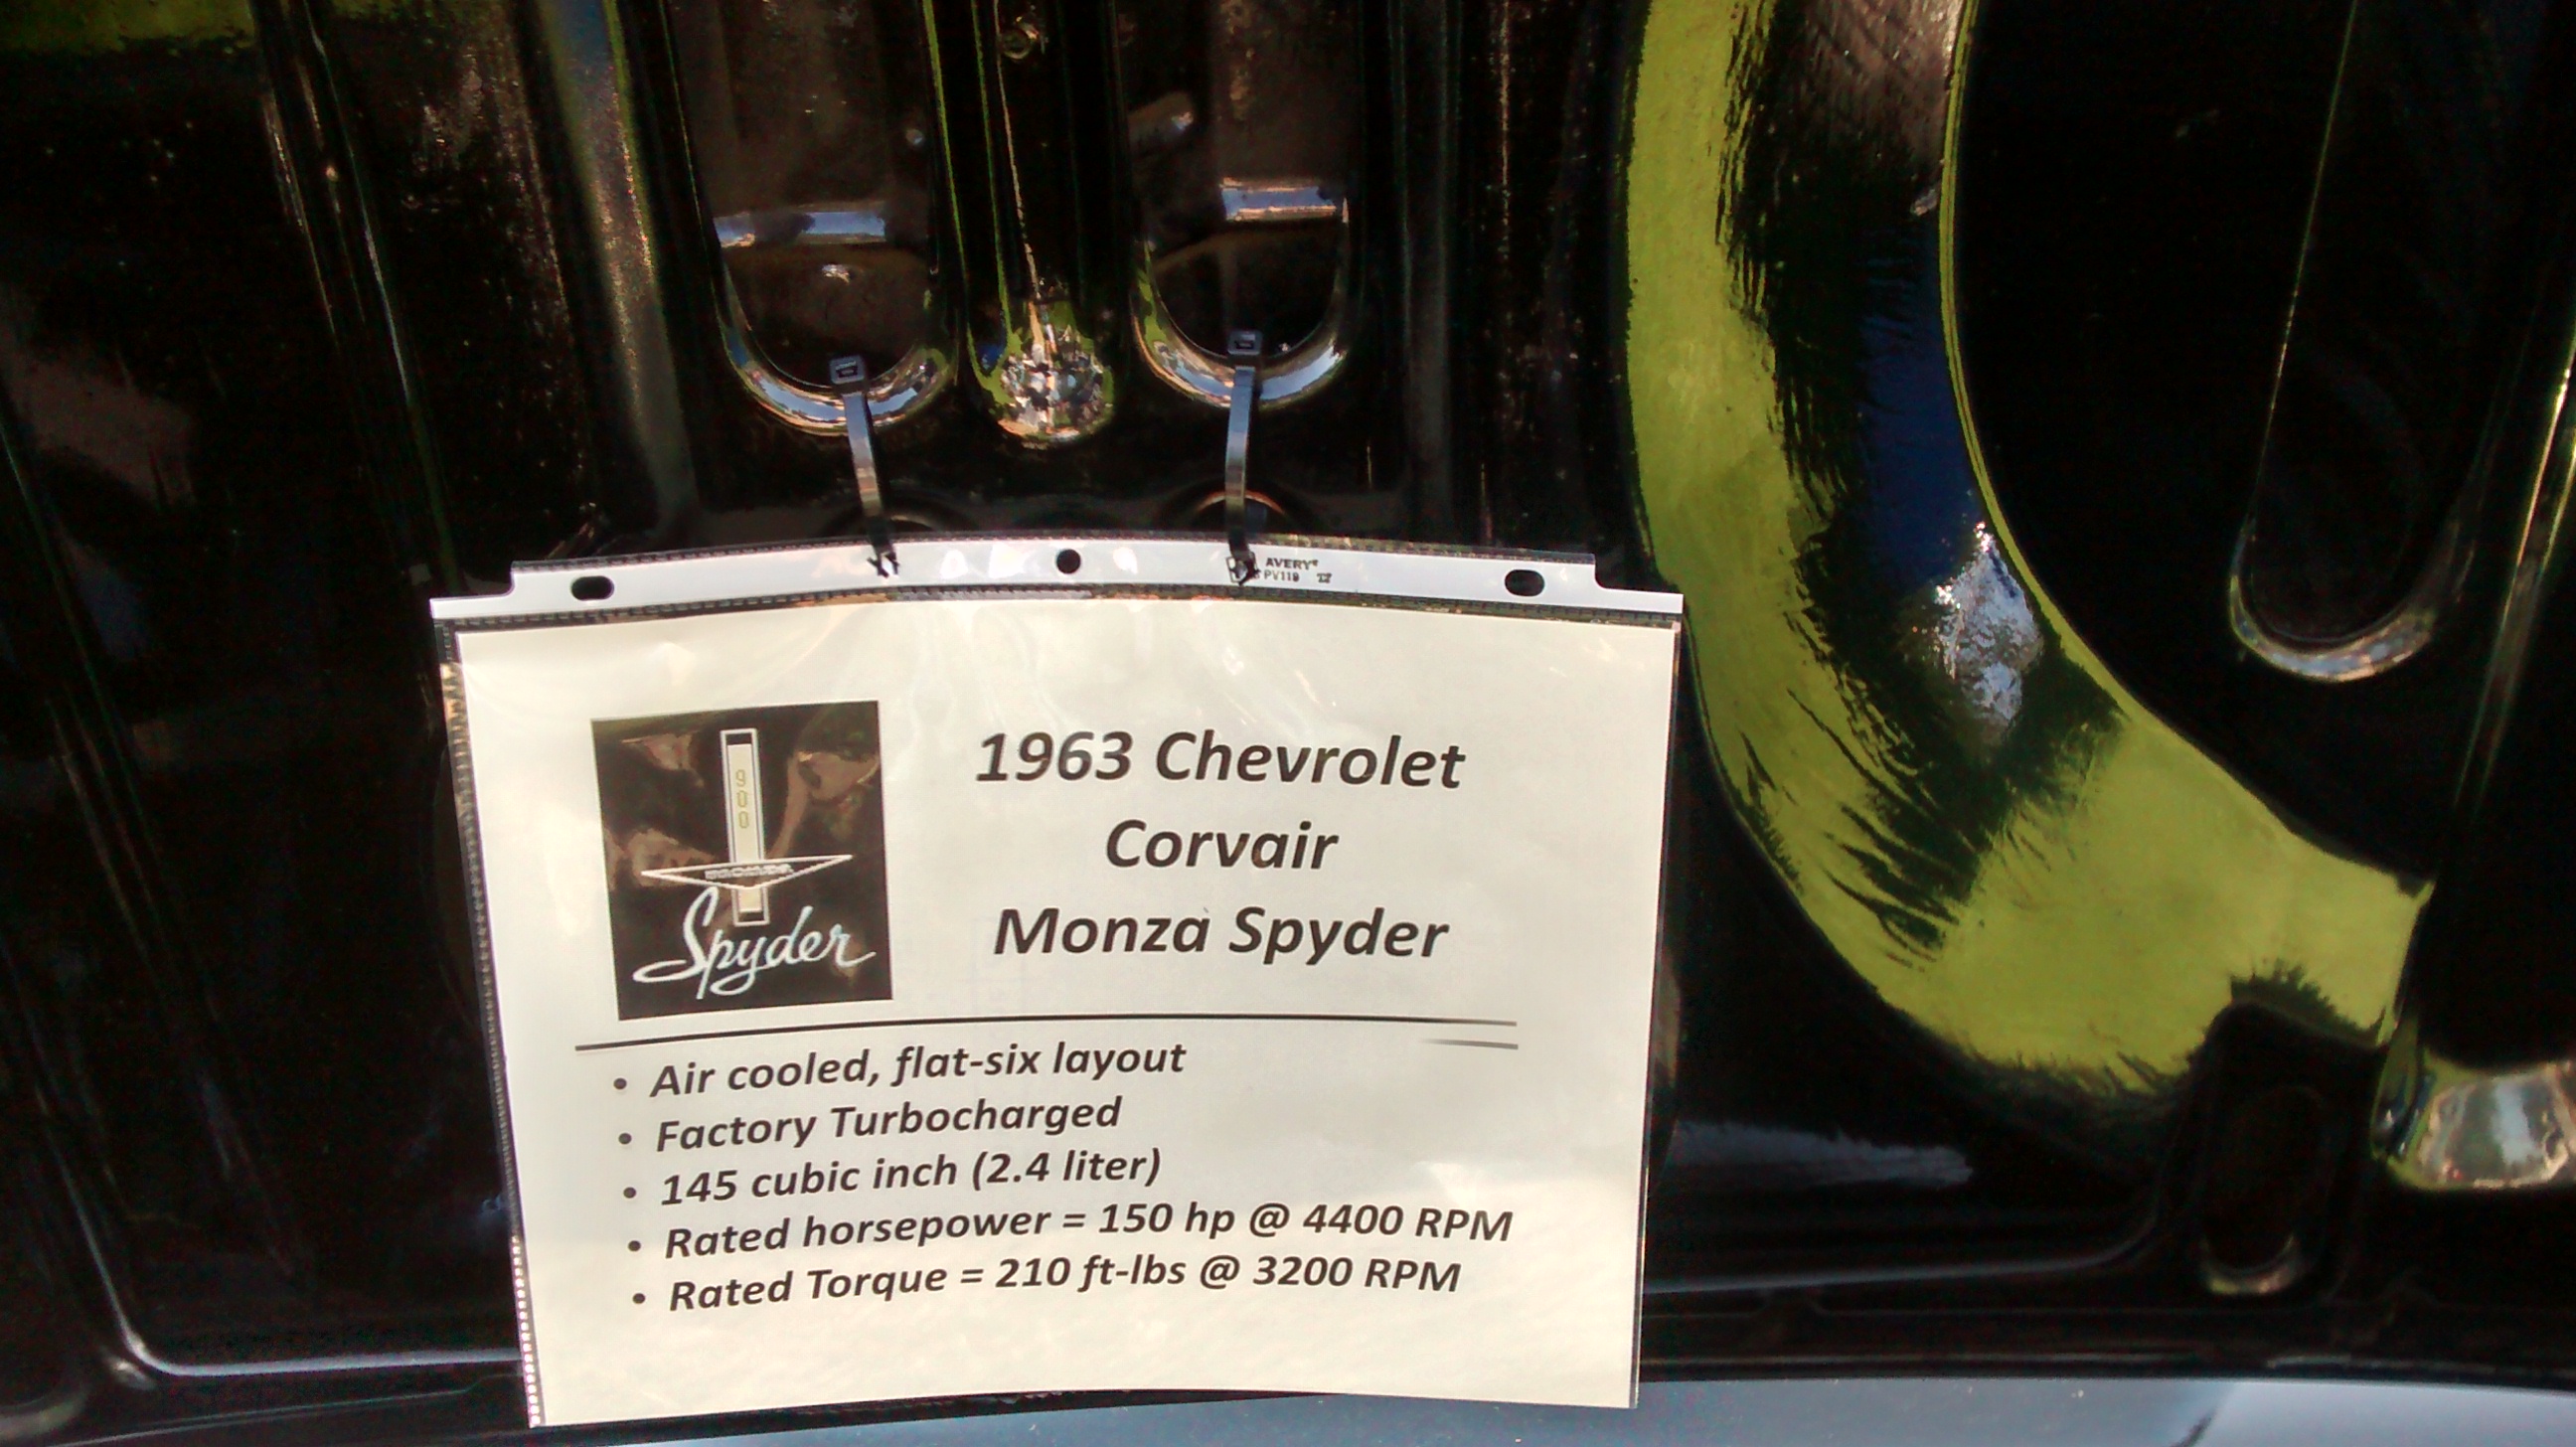 AVERY®
PV119
1963 Chevrolet
Corvair
Monza Spyder
900
MONZA
Spyder
• Air cooled, flat-six layout
• Factory Turbocharged
• 145 cubic inch (2.4 liter)
• Rated horsepower = 150 hp @ 4400 RPM
• Rated Torque = 210 ft-lbs @ 3200 RPM